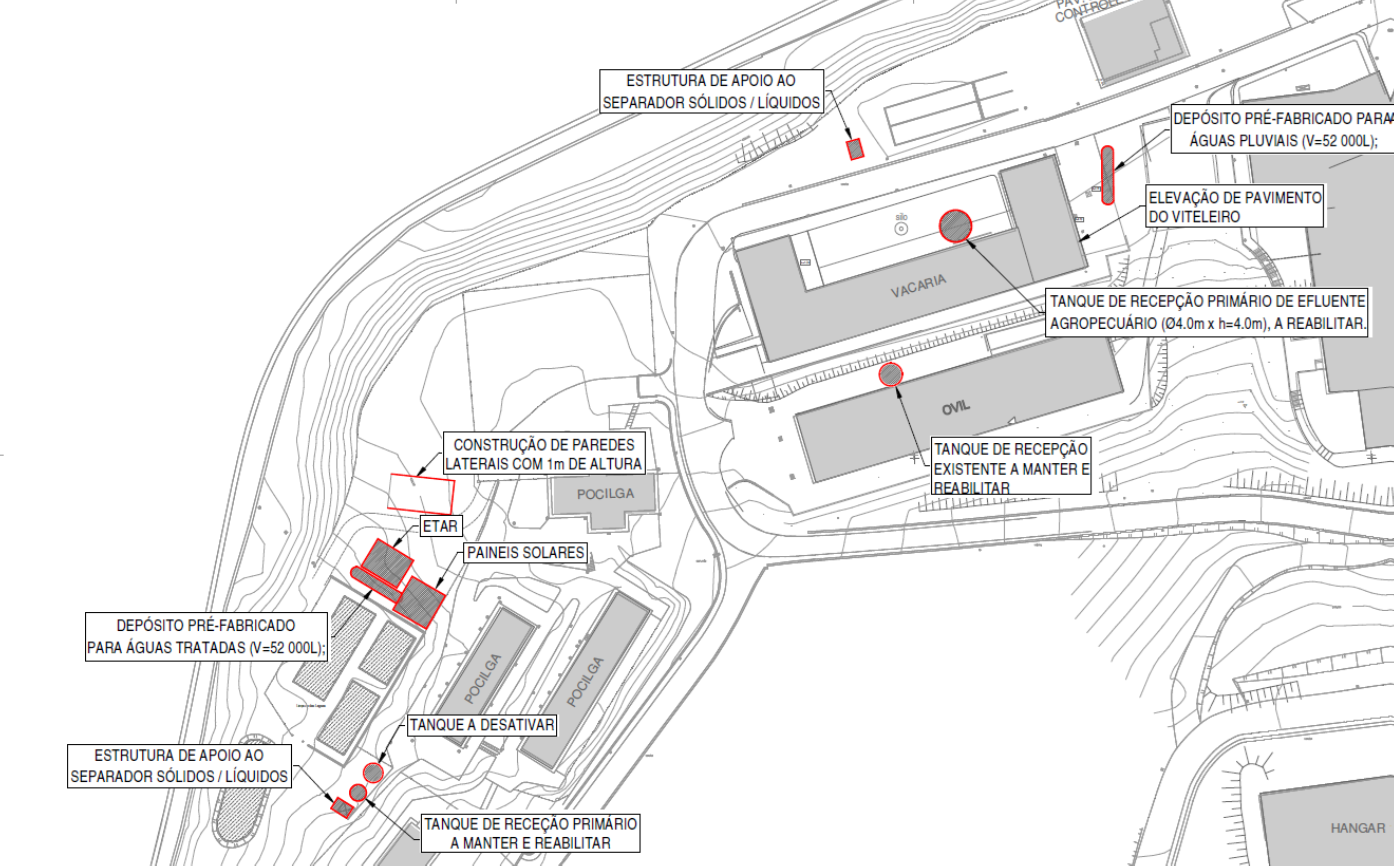 CONTROLE
ESTRUTURA DE APOIO AO
SEPARADOR SÓLIDOS / LÍQUIDOS
DEPÓSITO PRÉ-FABRICADO PARA
ÁGUAS PLUVIAIS (V=52 000L);
ELEVAÇÃO DE PAVIMENTO
DO VITELEIRO
silo
VACARIA
TANQUE DE RECEPÇÃO PRIMÁRIO DE EFLUENTE
AGROPECUÁRIO (Ø4.0m x h=4.0m), A REABILITAR.
OVIL
TANQUE DE RECEPÇÃO
EXISTENTE A MANTER E
REABILITAR
CONSTRUÇÃO DE PAREDES
LATERAIS COM 1m DE ALTURA
POCILGA
ETAR
PAINEIS SOLARES
DEPÓSITO PRÉ-FABRICADO
PARA ÁGUAS TRATADAS (V=52 000L);
POCILGA
POCILGA
TANQUE A DESATIVAR
ESTRUTURA DE APOIO AO
SEPARADOR SÓLIDOS / LÍQUIDOS
TANQUE DE RECEÇÃO PRIMÁRIO
A MANTER E REABILITAR
HANGAR